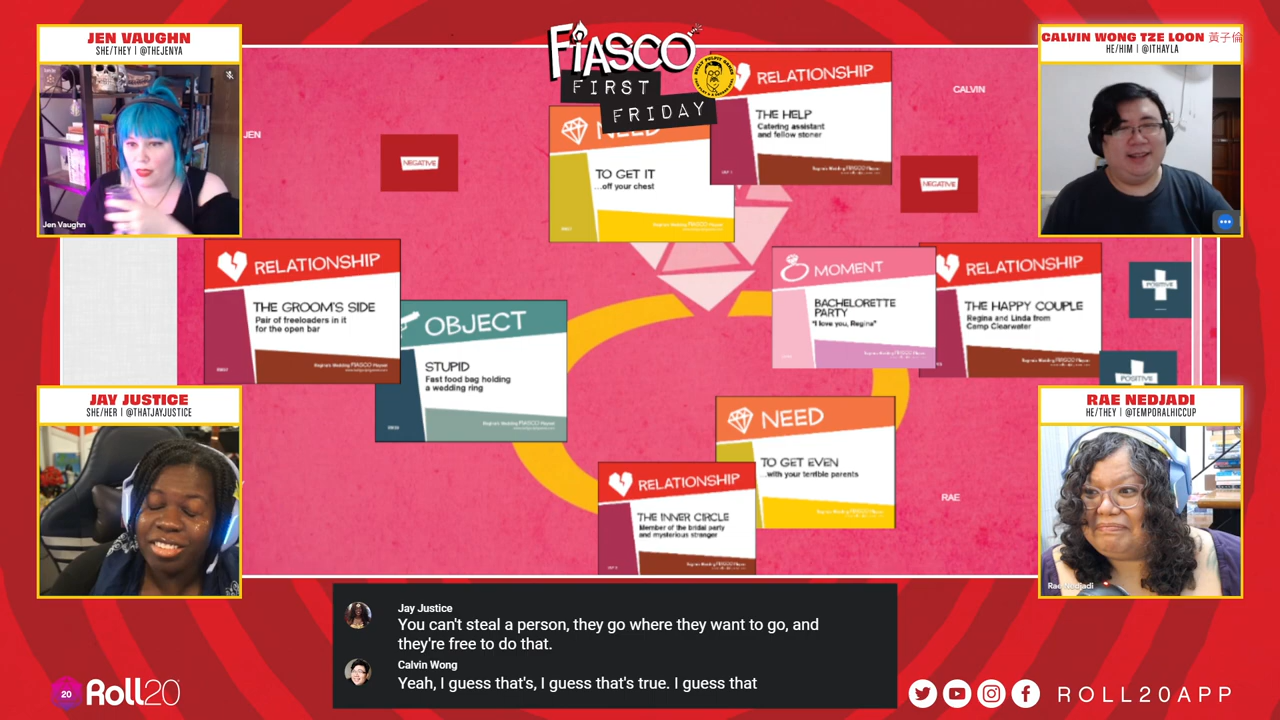 JEN VAUGHN
SHE/THEY | @THEJENYA
Jen Vaughn
JEN
FIASCO
FIRST
FRIDAY
CALVIN WONG TZE LOON 黃子倫
HE/HIM | @ITHAYLA
CALVIN
NEGATIVE
NEED
TO GET IT
...off your chest
RELATIONSHIP
THE HELP
Catering assistant
and fellow stoner
NEGATIVE
RELATIONSHIP
THE GROOM'S SIDE
Pair of freeloaders in it
for the open bar
OBJECT
STUPID
Fast food bag holding
a wedding ring
MOMENT
BACHELORETTE
PARTY
"I love you, Regina"
RELATIONSHIP
THE HAPPY COUPLE
Regina and Linda from
Camp Clearwater
POSITIVE
POSITIVE
NEED
TO GET EVEN
...with your terrible parents
RELATIONSHIP
THE INNER CIRCLE
Member of the bridal party
and mysterious stranger
RAE
JAY JUSTICE
SHE/HER | @THATJAYJUSTICE
RAE NEDJADI
HE/THEY | @TEMPORALHICCUP
Rae Nedjadi
Jay Justice
You can't steal a person, they go where they want to go, and
they're free to do that.
Calvin Wong
Yeah, I guess that's, I guess that's true. I guess that
20
Roll20
ROLL20APP